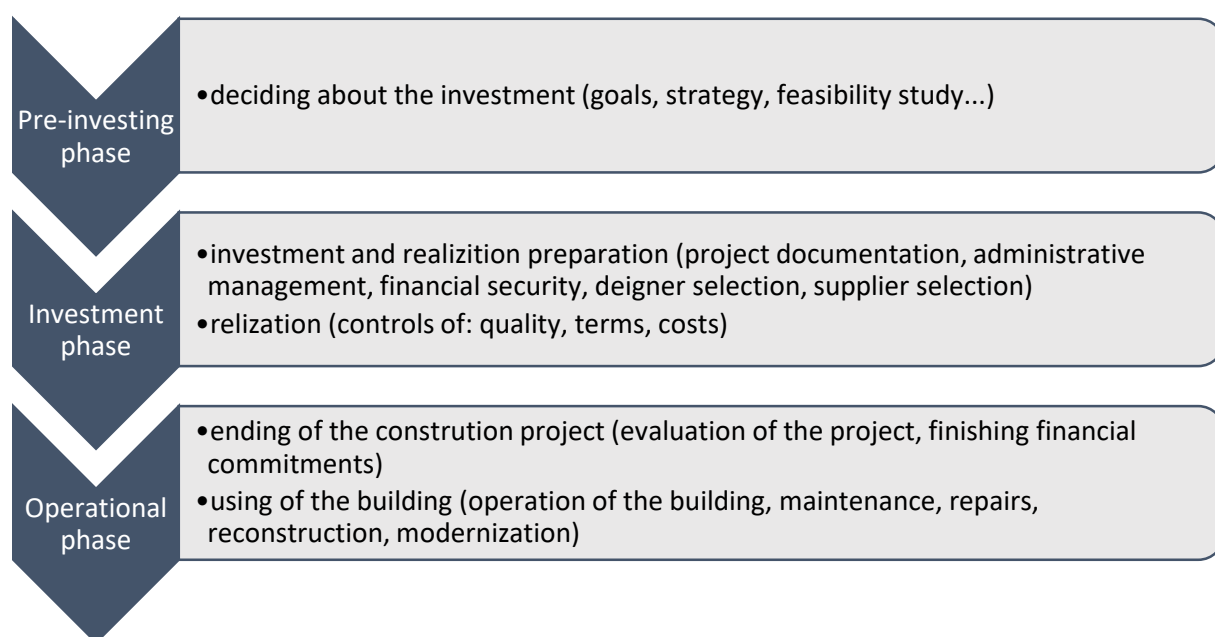 Pre-investing
phase
•deciding about the investment (goals, strategy, feasibility study...)
Investment
phase
•investment and realizition preparation (project documentation, administrative
management, financial security, deigner selection, supplier selection)
•relization (controls of: quality, terms, costs)
Operational
phase
•ending of the constrution project (evaluation of the project, finishing financial
commitments)
•using of the building (operation of the building, maintenance, repairs,
reconstruction, modernization)